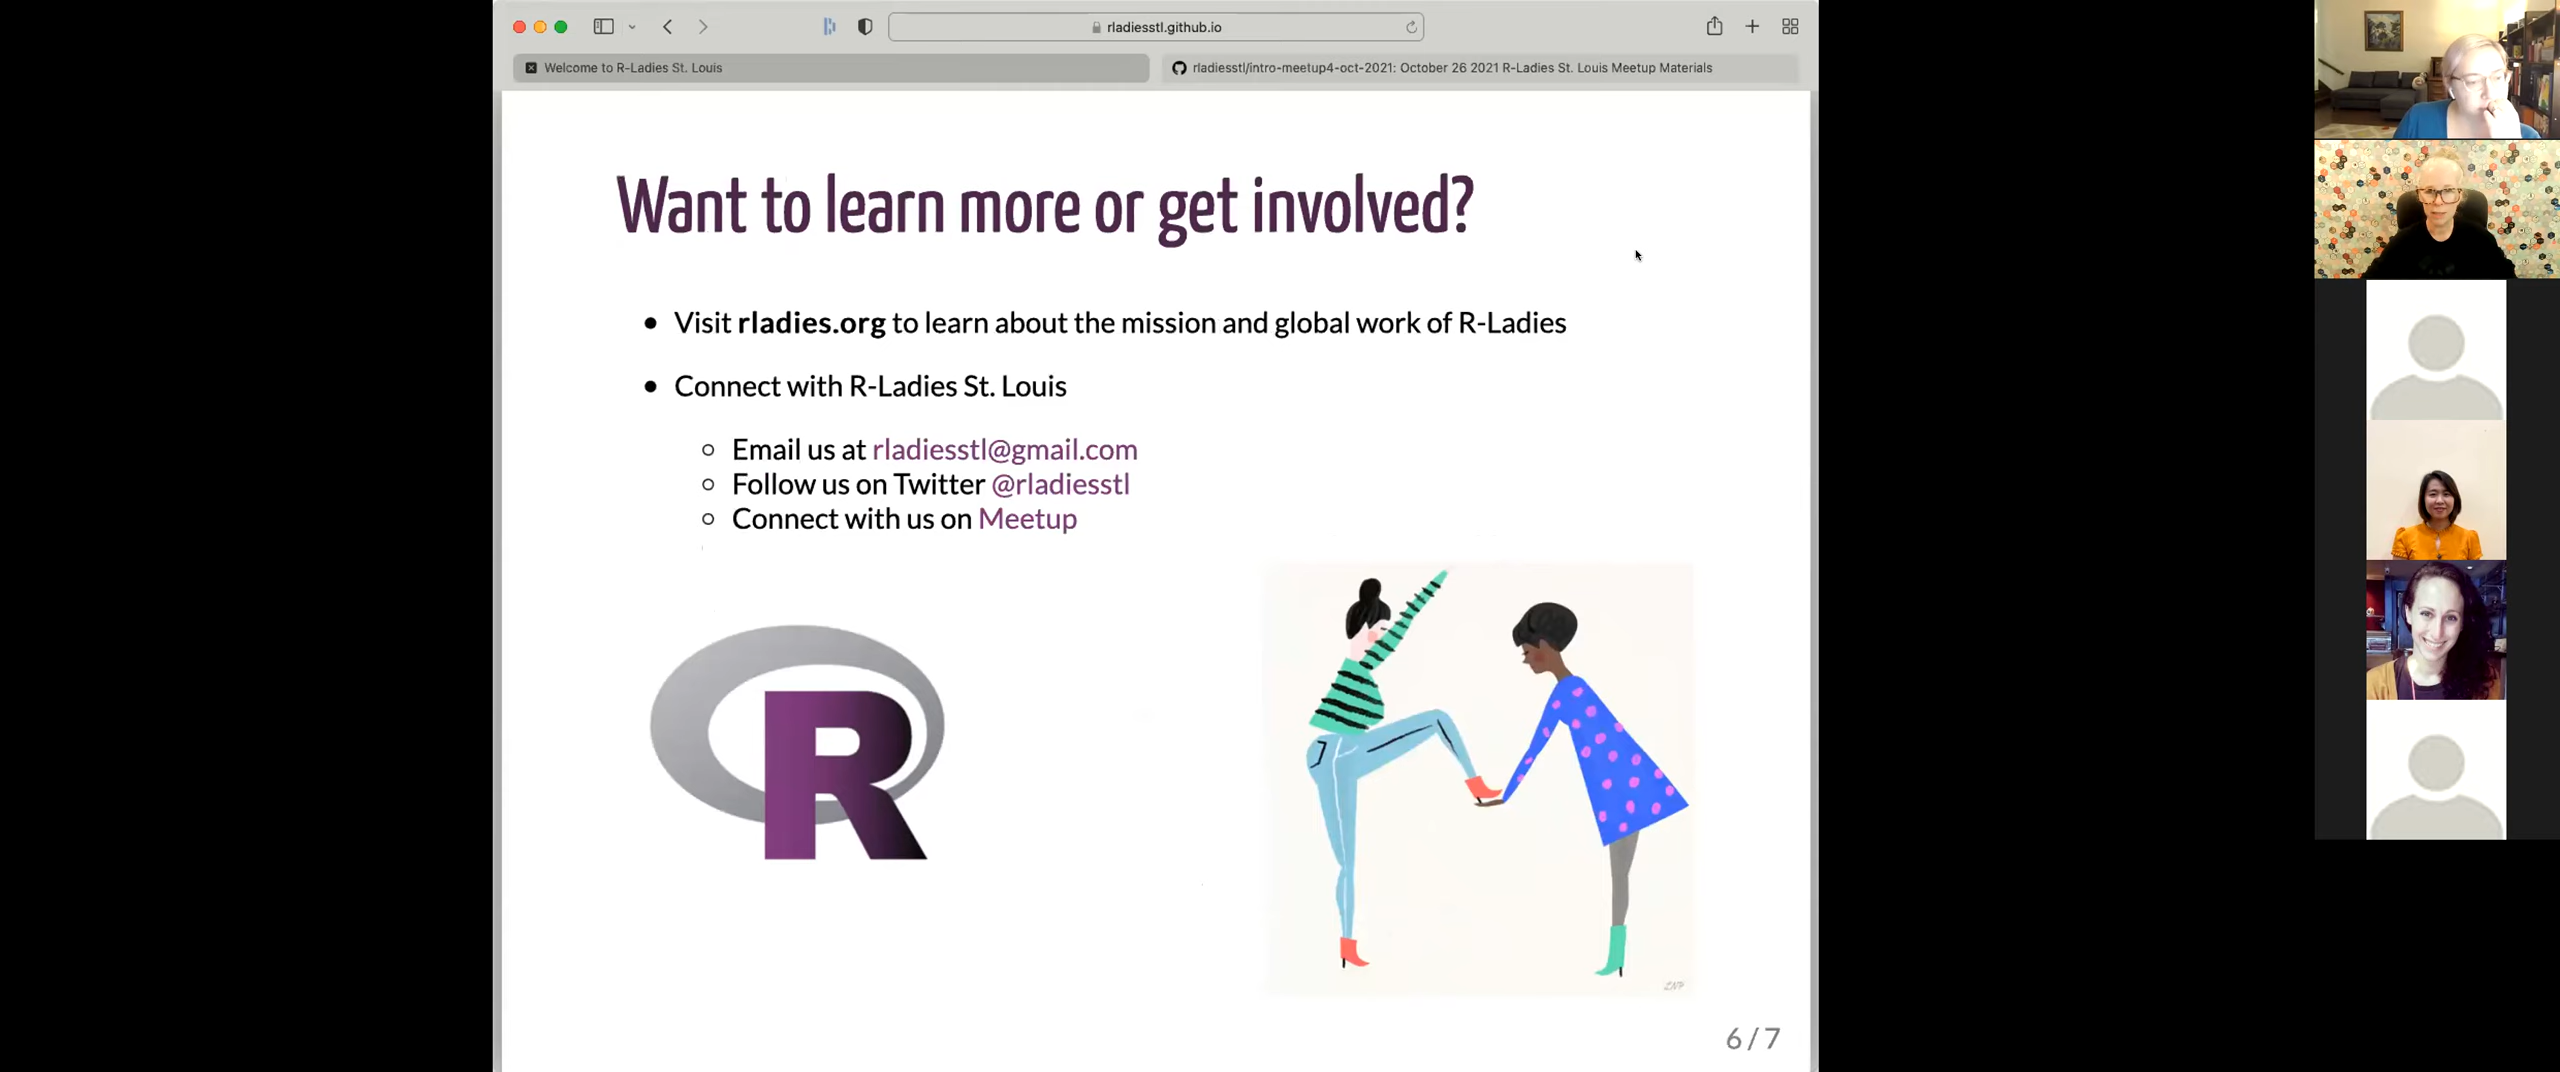 rladiesstl.github.io
Welcome to R-Ladies St. Louis
rladiesstl/intro-meetup4-oct-2021: October 26 2021 R-Ladies St. Louis Meetup Materials
Want to learn more or get involved?
Visit rladies.org to learn about the mission and global work of R-Ladies
Connect with R-Ladies St. Louis
Email us at rladiesstl@gmail.com
Follow us on Twitter @rladiesstl
Connect with us on Meetup
R
6 / 7